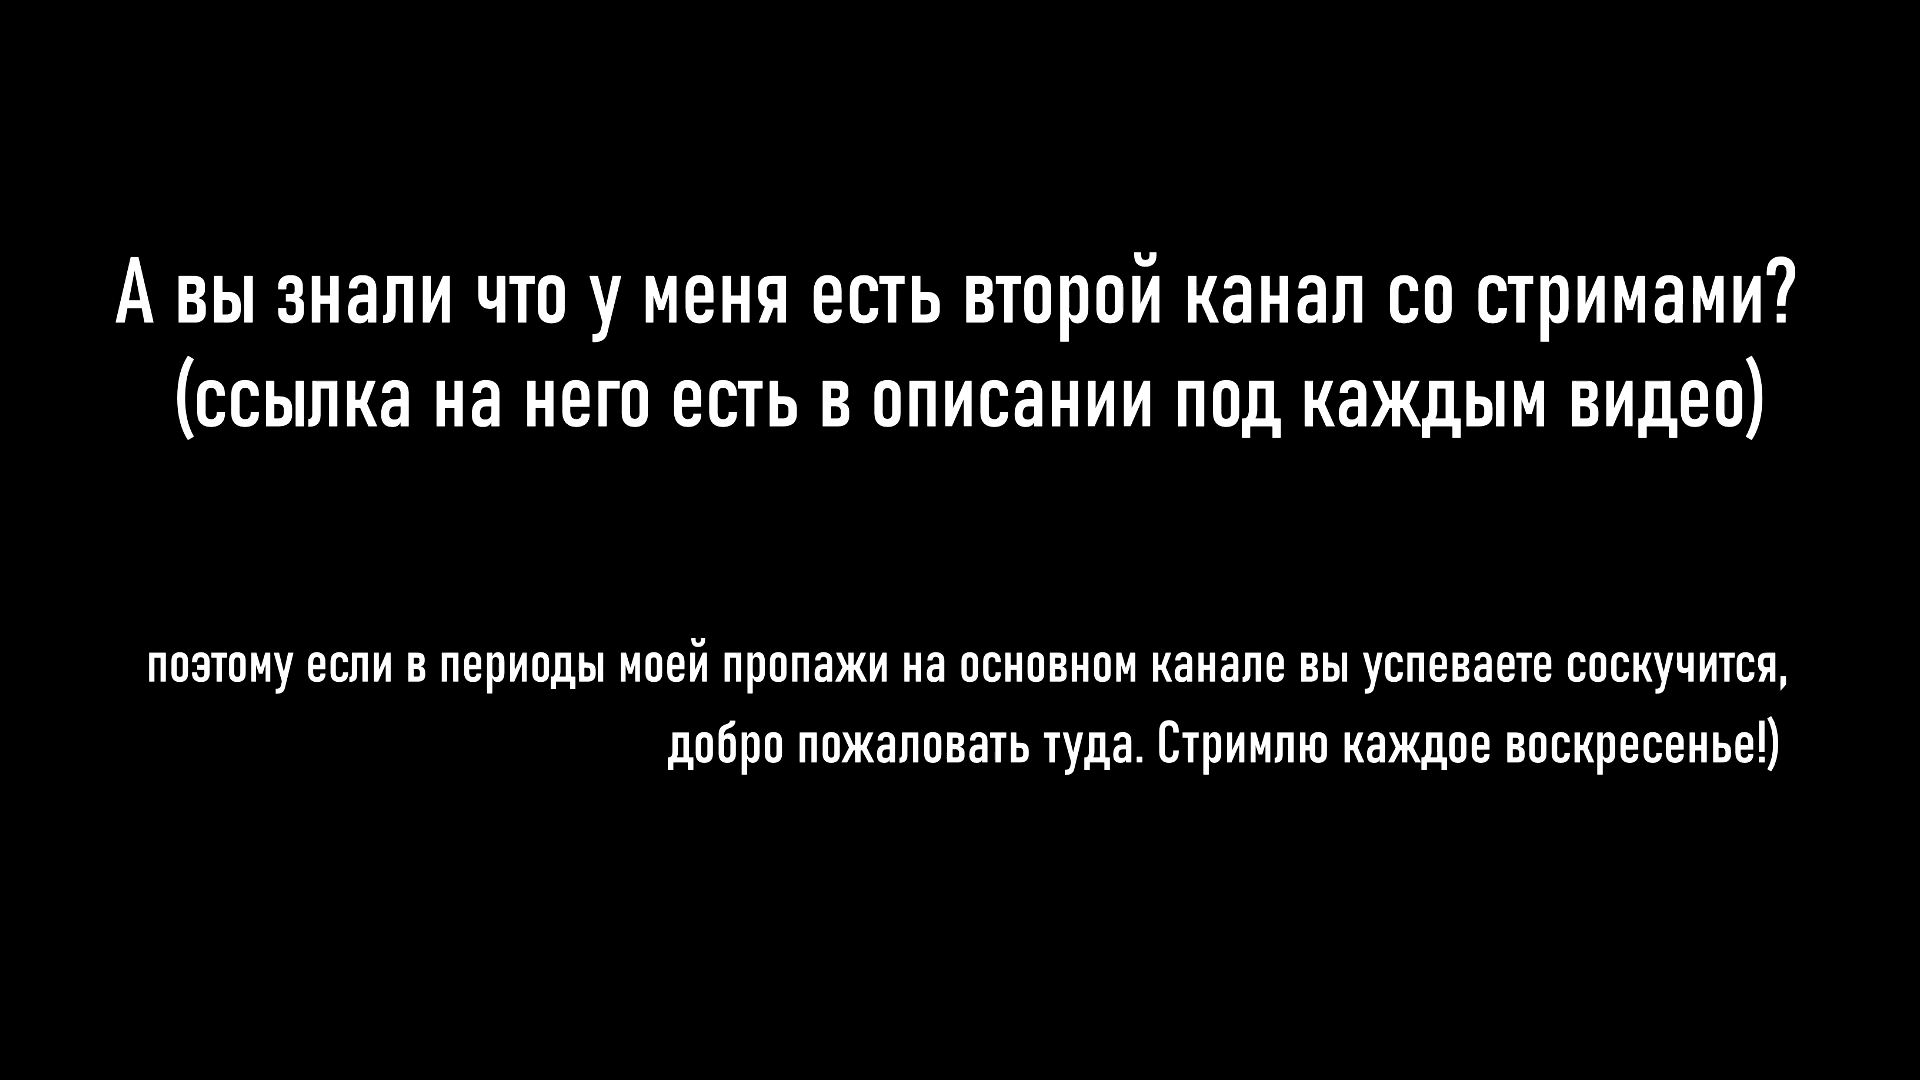 А вы знали что у меня есть второй канал со стримами?
(ссылка на него есть в описании под каждым видео)
поэтому если в периоды моей пропажи на основном канале вы успеваете соскучится,
добро пожаловать туда. Стримлю каждое воскресенье!)